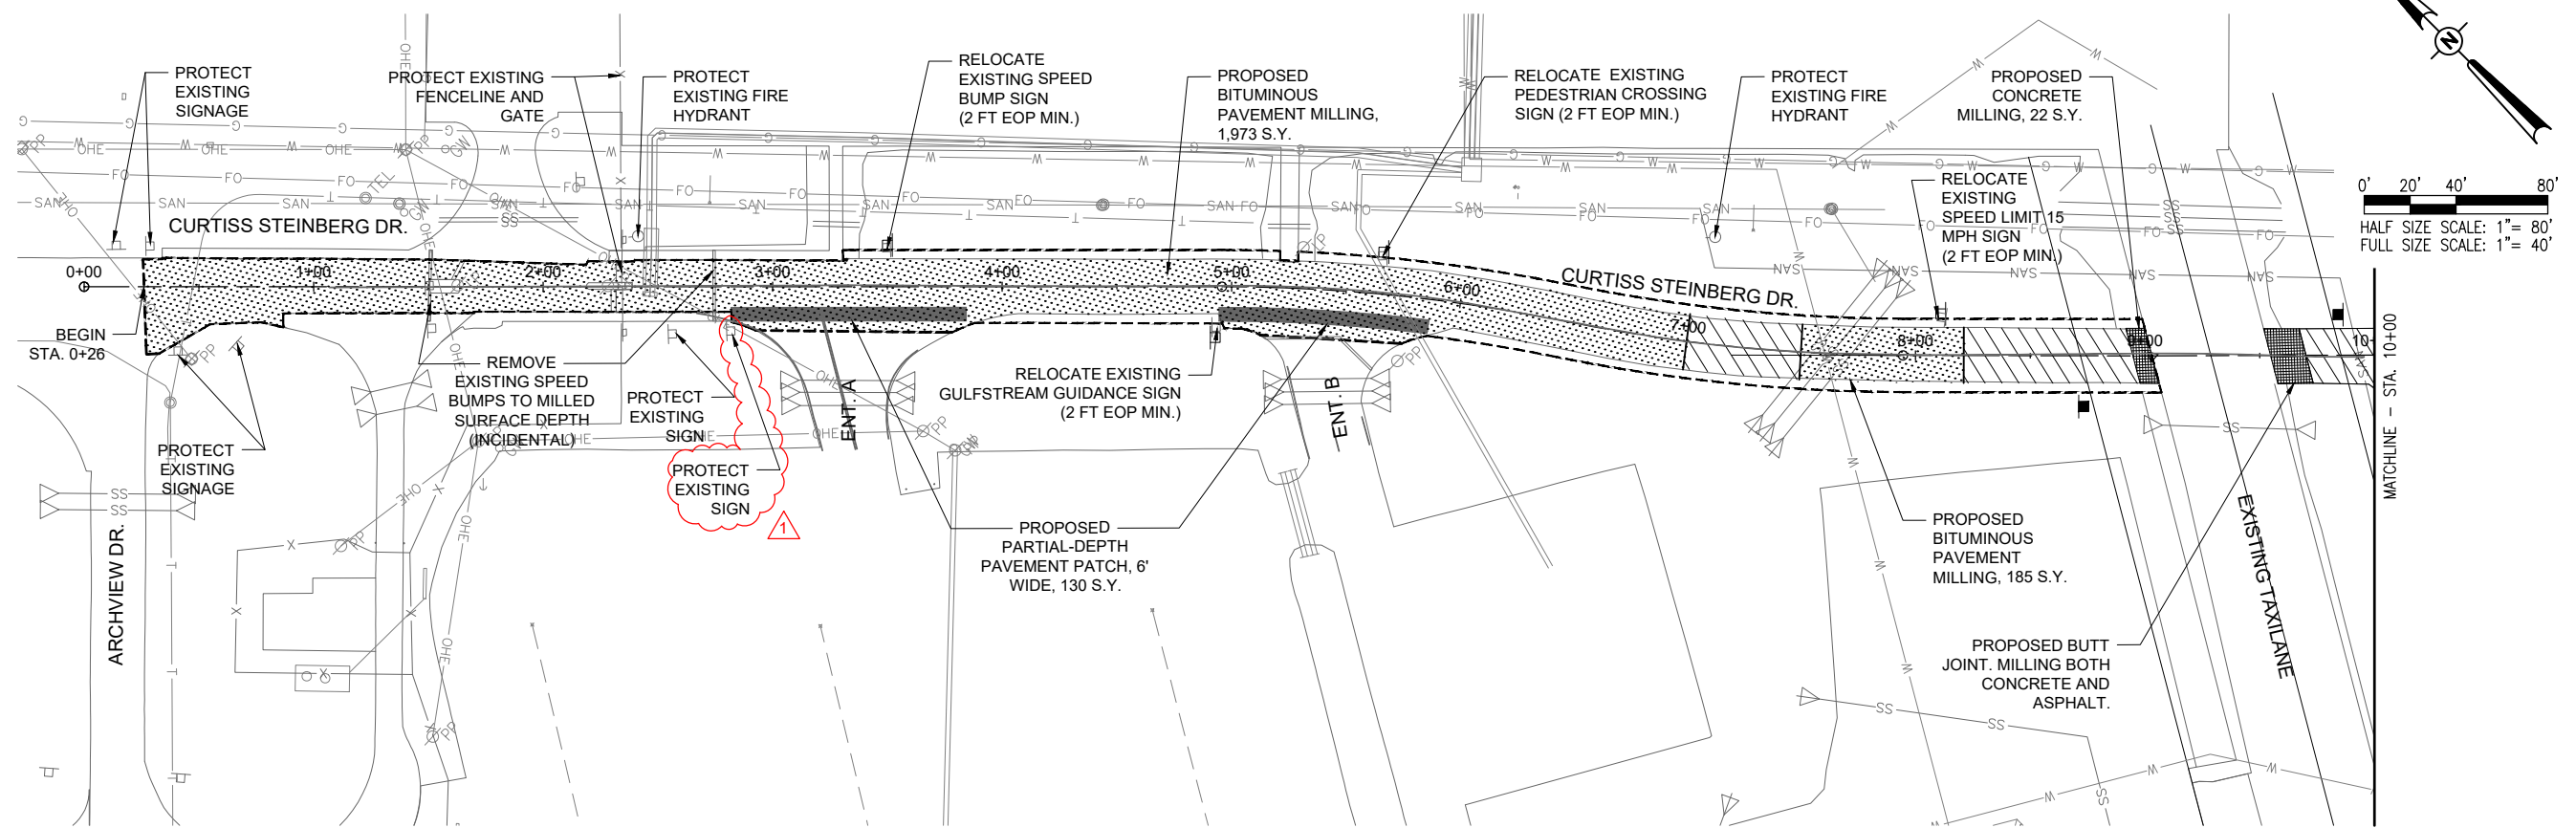 PROTECT
EXISTING
SIGNAGE
PROTECT EXISTING
FENCELINE AND
GATE
PROTECT
EXISTING FIRE
HYDRANT
RELOCATE
EXISTING SPEED
BUMP SIGN
(2 FT EOP MIN.)
PROPOSED
BITUMINOUS
PAVEMENT MILLING,
1,973 S.Y.
RELOCATE EXISTING
PEDESTRIAN CROSSING
SIGN (2 FT EOP MIN.)
PROTECT
EXISTING FIRE
HYDRANT
PROPOSED
CONCRETE
MILLING, 22 S.Y.
N
0' 20' 40' 80'
HALF SIZE SCALE: 1"= 80'
FULL SIZE SCALE: 1"= 40'
RELOCATE
EXISTING
SPEED LIMIT 15
MPH SIGN
(2 FT EOP MIN.)
CURTISS STEINBERG DR.
CURTISS STEINBERG DR.
0+00 1+00 2+00 3+00 4+00 5+00 6+00 7+00 8+00 9+00 10+
BEGIN
STA. 0+26
REMOVE
EXISTING SPEED
BUMPS TO MILLED
SURFACE DEPTH
(INCIDENTAL)
PROTECT
EXISTING
SIGN
PROTECT
EXISTING
SIGN
1
ENT. A
RELOCATE EXISTING
GULFSTREAM GUIDANCE SIGN
(2 FT EOP MIN.)
ENT. B
PROTECT
EXISTING
SIGNAGE
ARCHVIEW DR.
PROPOSED
PARTIAL-DEPTH
PAVEMENT PATCH, 6'
WIDE, 130 S.Y.
PROPOSED
BITUMINOUS
PAVEMENT
MILLING, 185 S.Y.
PROPOSED BUTT
JOINT. MILLING BOTH
CONCRETE AND
ASPHALT.
EXISTING TAXILANE
MATCHLINE - STA. 10+00